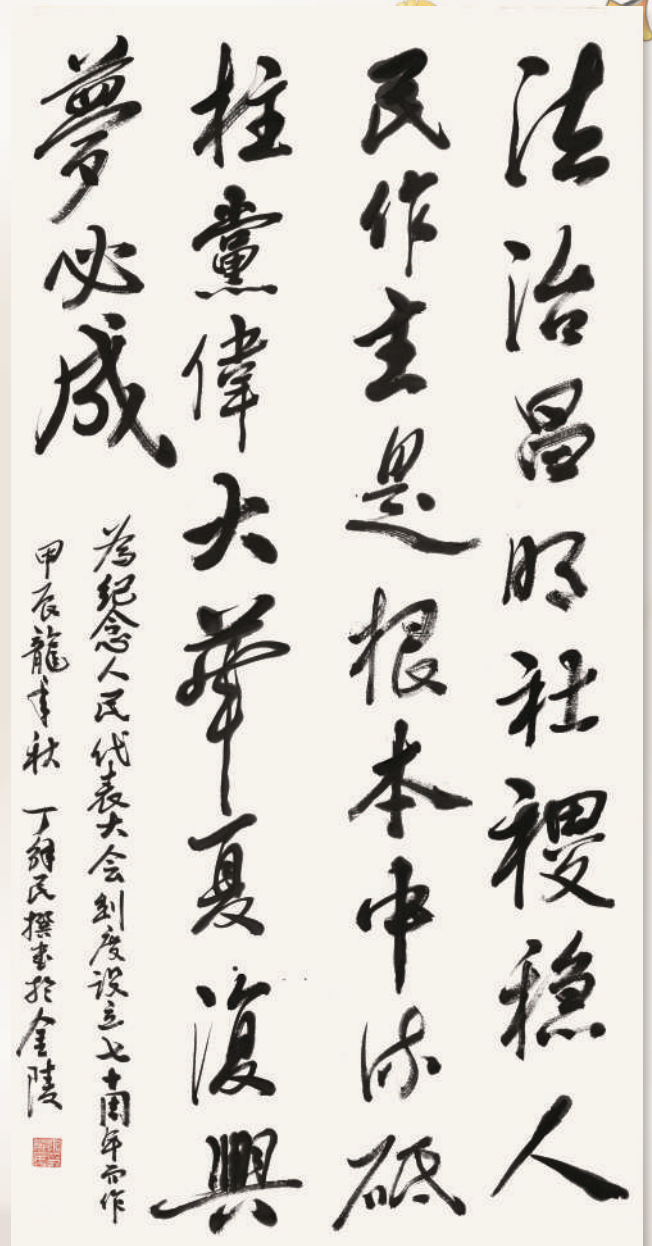 法治昌明社稷穩人
民作主是根本中流砥
柱黨偉大華夏復興
夢必成
為紀念人民代表大会制度设立七十周年而作
甲辰龍年秋 丁解民撰书於金陵